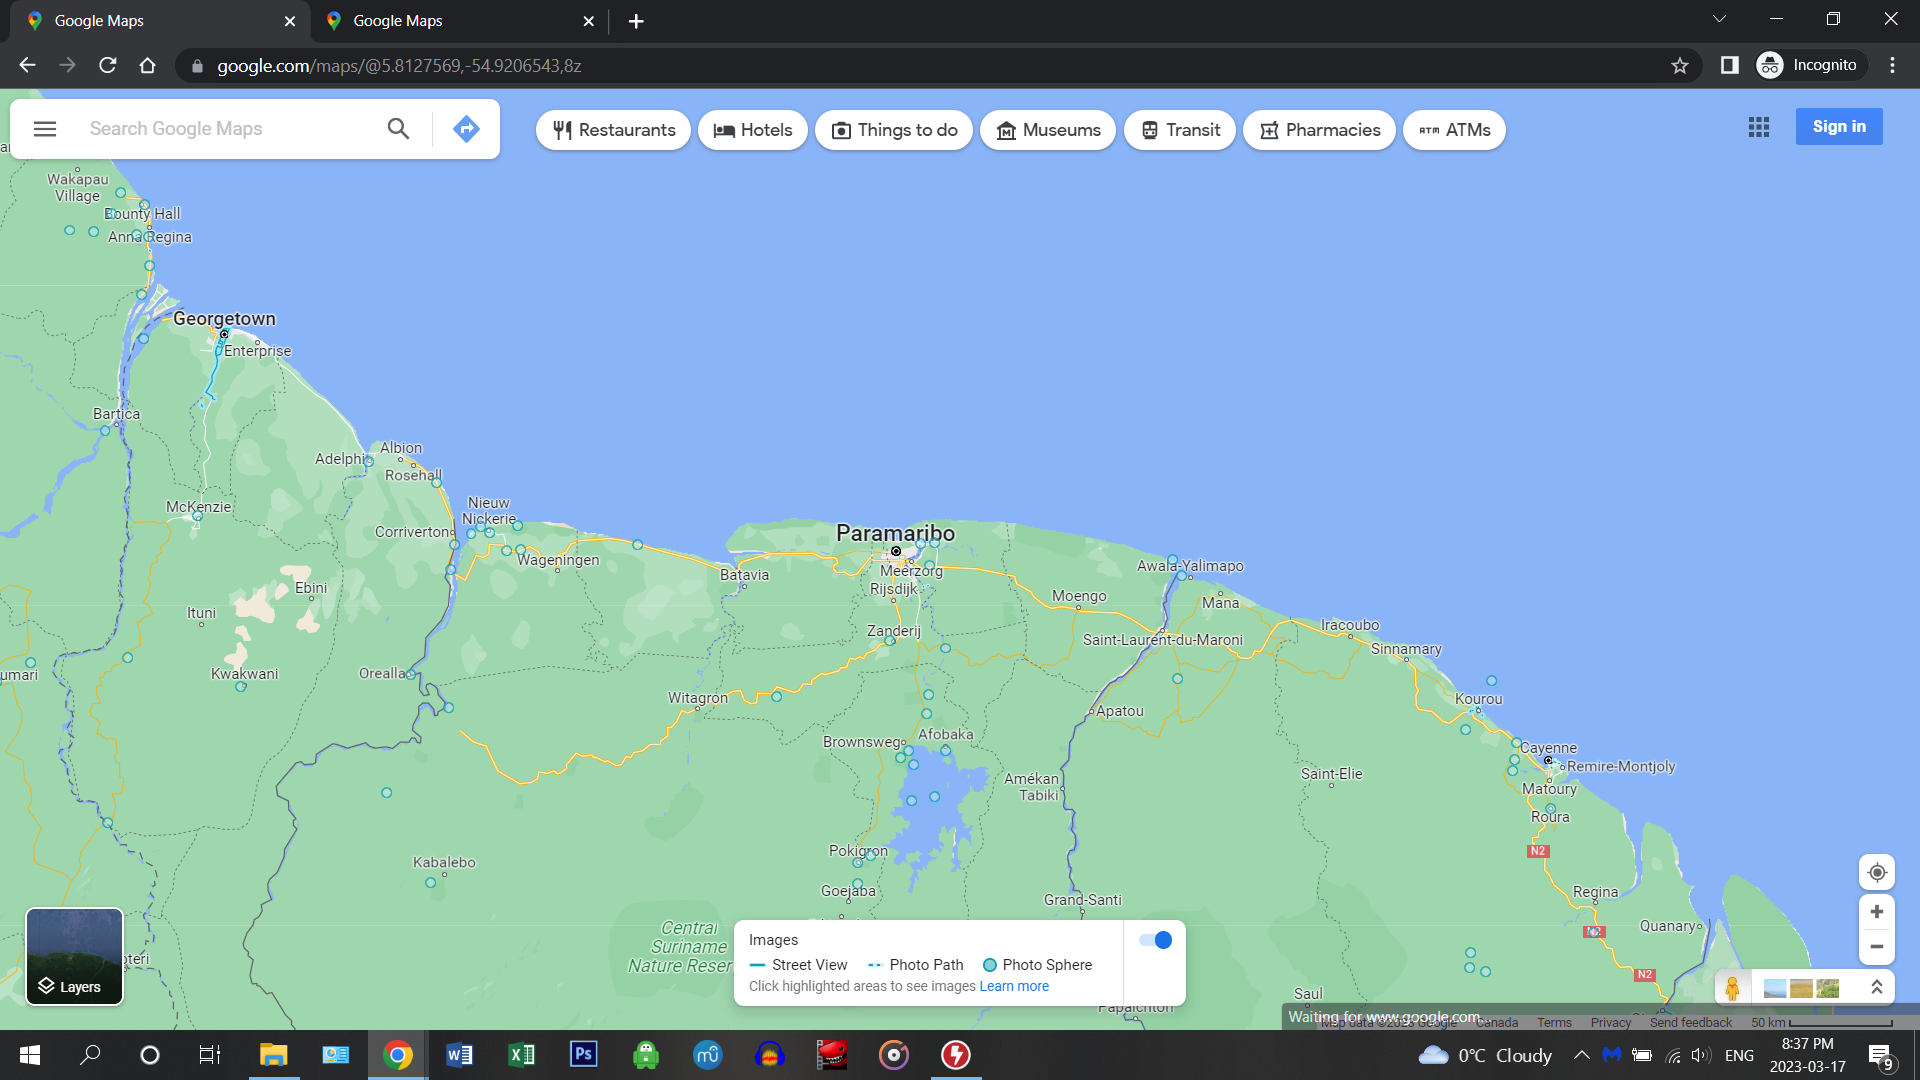 Google Maps
Google Maps
google.com/maps/@5.8127569,-54.9206543,8z
Incognito
Search Google Maps
Restaurants
Hotels
Things to do
Museums
Transit
Pharmacies
ATM ATMs
Sign in
Wakapau
Village
Bounty Hall
Anna Regina
Georgetown
Enterprise
Bartica
Albion
Adelphi
Rosehall
McKenzie
Nieuw
Nickerie
Corriverton
Wageningen
Paramaribo
Meerzorg
Rijsdijk
Batavia
Awala-Yalimapo
Moengo
Mana
Ebini
Ituni
Zanderij
Saint-Laurent-du-Maroni
Iracoubo
Sinnamary
umari
Kwakwani
Orealla
Witagron
Apatou
Kourou
Brownsweg
Afobaka
Cayenne
Remire-Montjoly
Amékan
Tabiki
Saint-Elie
Matoury
Roura
Pokigron
N2
Kabalebo
Goejaba
Grand-Santi
Regina
Central
Suriname
Nature Reser
Quanary
N2
N2
Saul
Papaichton
oteri
Layers
Images
Street View
Photo Path
Photo Sphere
Click highlighted areas to see images Learn more
Waiting for www.google.com...
Map data ©2023 Google
Canada
Terms
Privacy
Send feedback
50 km
W
X
Ps
0°C Cloudy
ENG
8:37 PM
2023-03-17
9